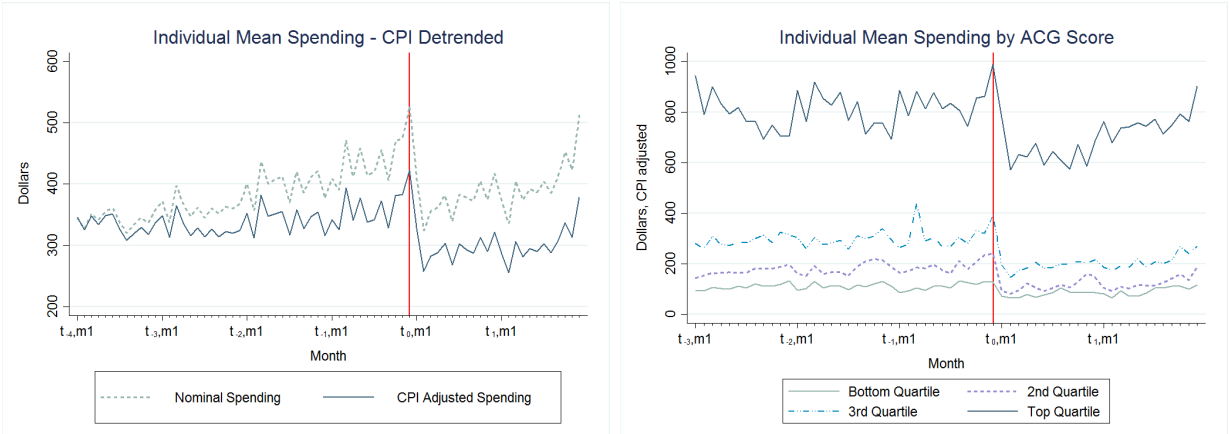 Individual Mean Spending - CPI Detrended
Dollars
600
500
400
300
200
t-4,m1 t-3,m1 t-2,m1 t-1,m1 t0,m1 t1,m1
Month
Nominal Spending CPI Adjusted Spending
Individual Mean Spending by ACG Score
Dollars, CPI adjusted
1000
800
600
400
200
0
t-3,m1 t-2,m1 t-1,m1 t0,m1 t1,m1
Month
Bottom Quartile 2nd Quartile
3rd Quartile Top Quartile